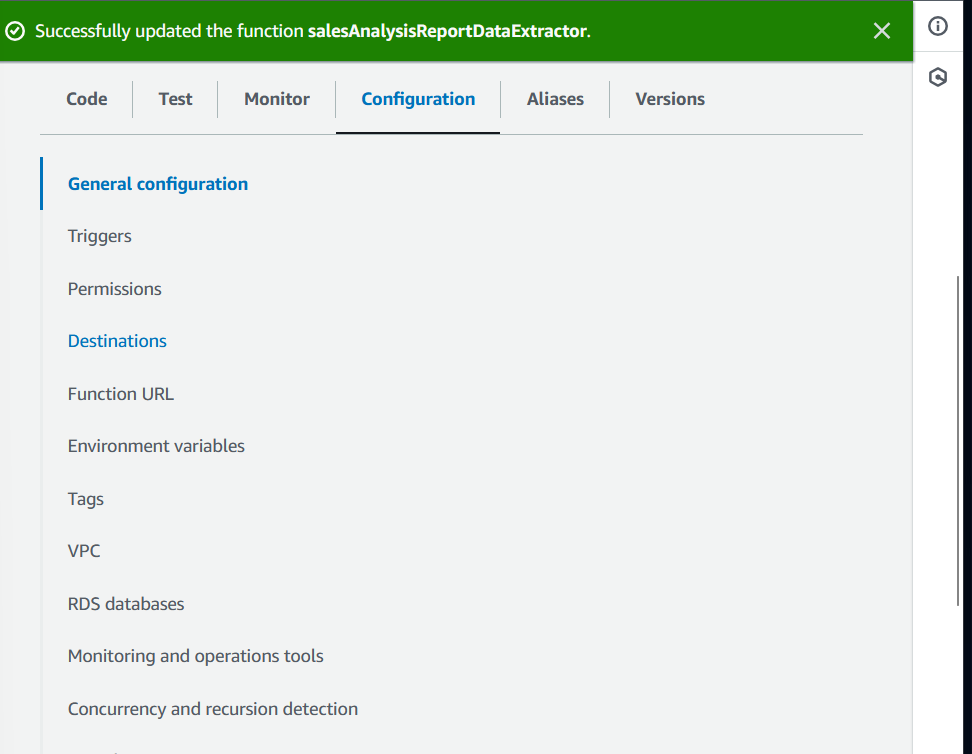 Successfully updated the function salesAnalysisReportDataExtractor.
Code Test Monitor Configuration Aliases Versions
General configuration
Triggers
Permissions
Destinations
Function URL
Environment variables
Tags
VPC
RDS databases
Monitoring and operations tools
Concurrency and recursion detection